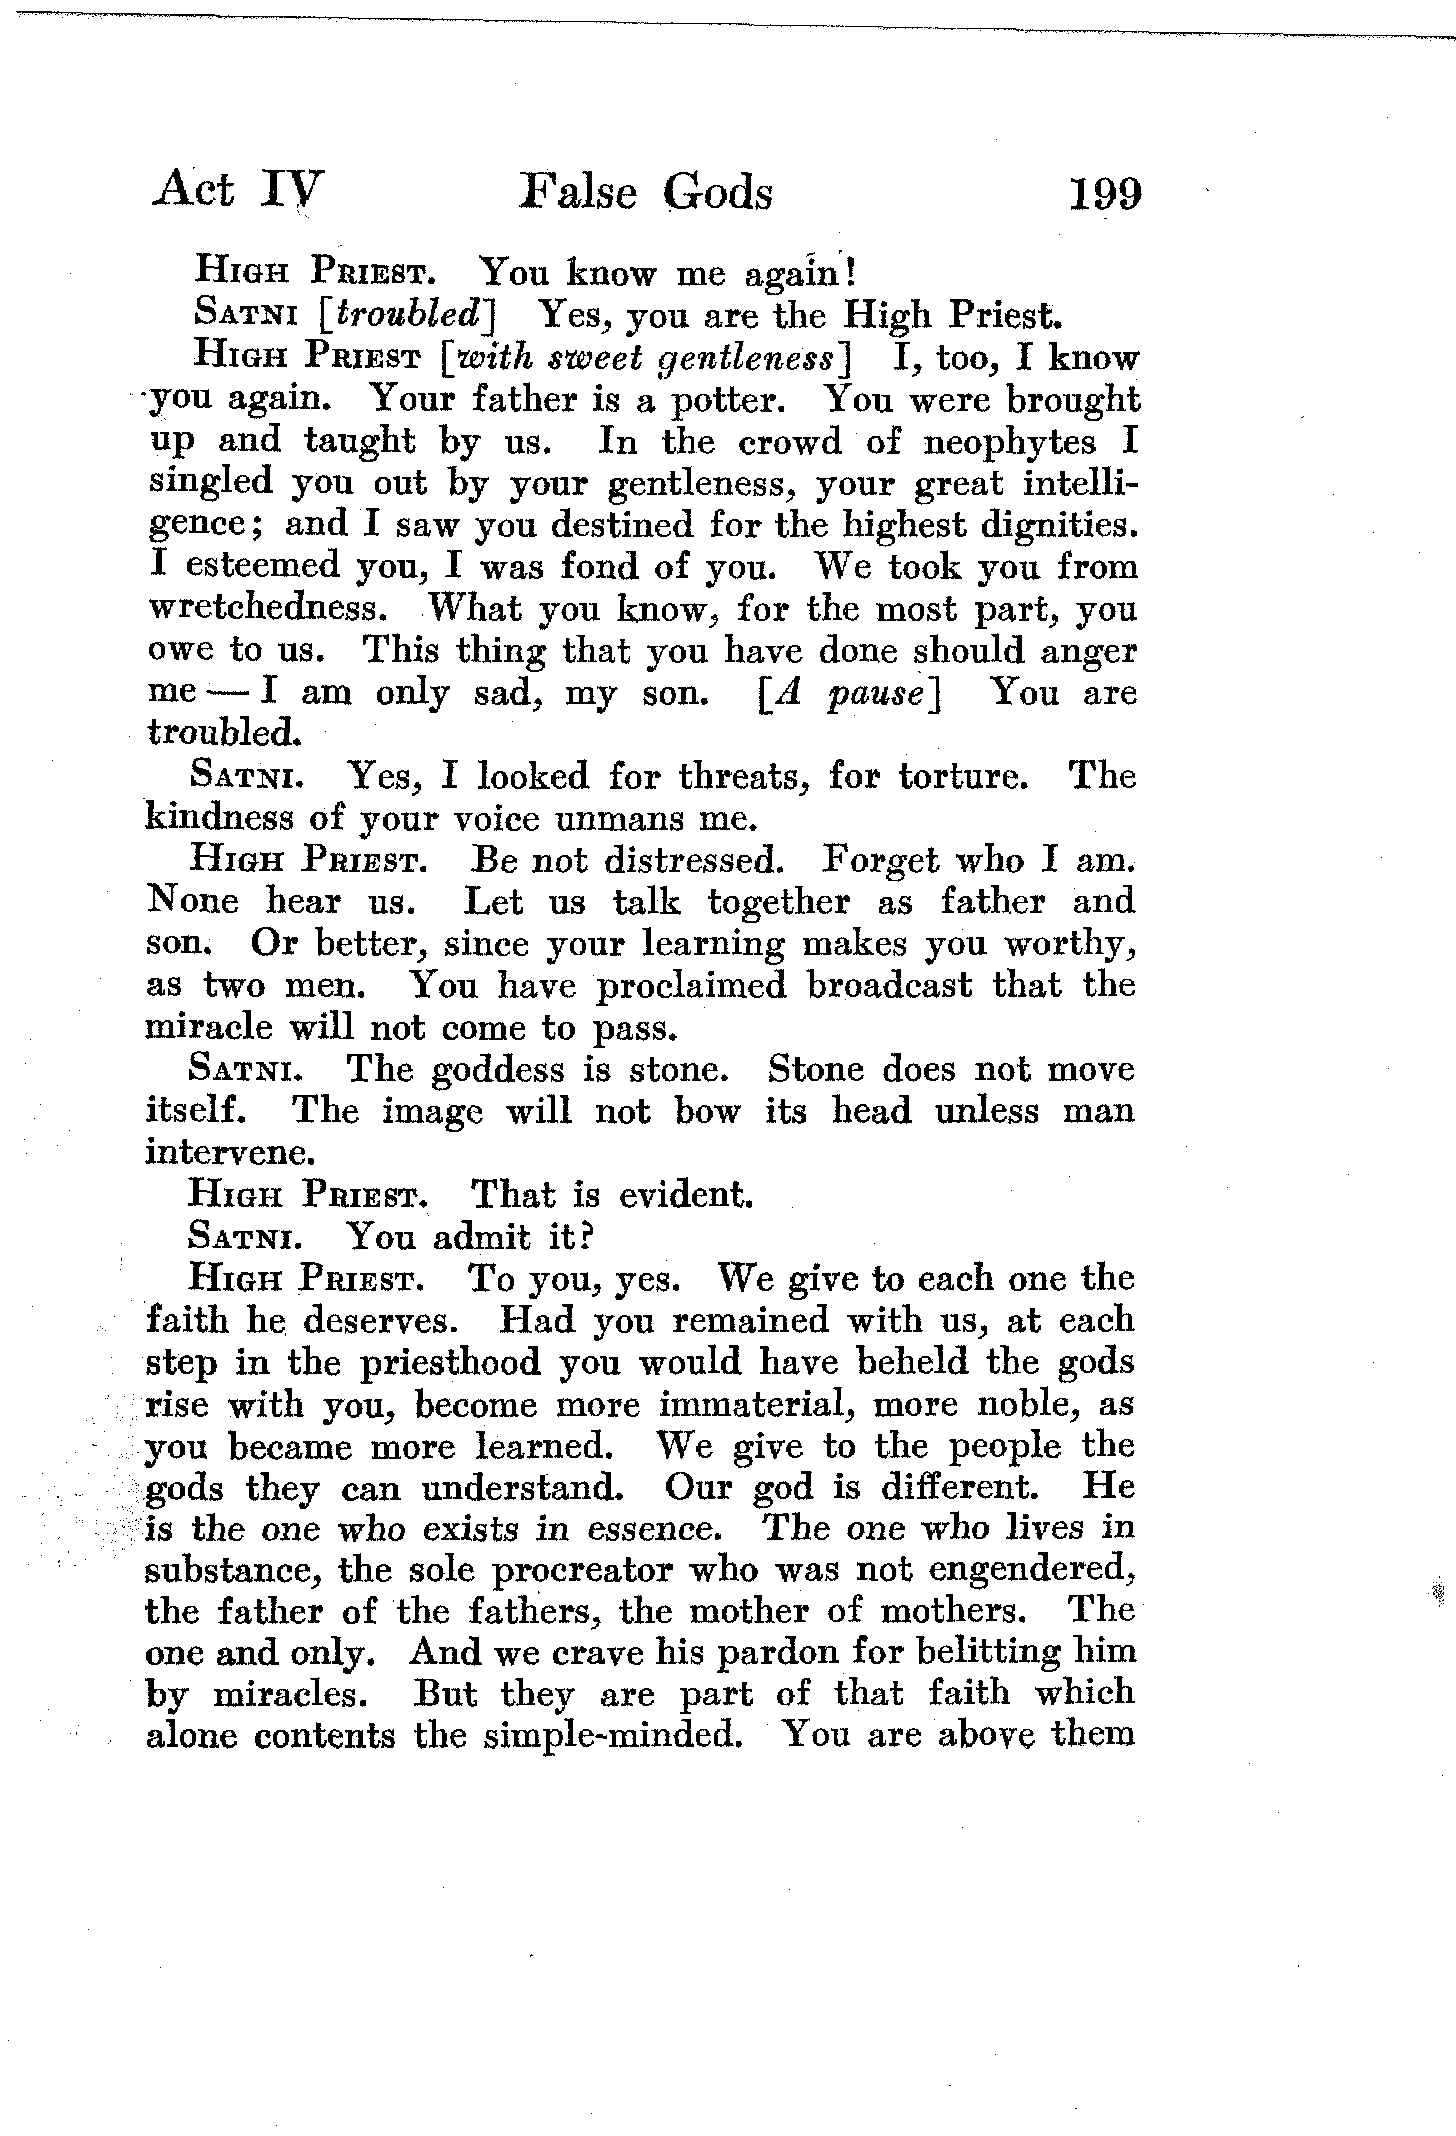 Act IV False Gods 199
HIGH PRIEST. You know me again!
SATNI [troubled] Yes, you are the High Priest.
HIGH PRIEST [with sweet gentleness] I, too, I know
you again. Your father is a potter. You were brought
up and taught by us. In the crowd of neophytes I
singled you out by your gentleness, your great intelli-
gence; and I saw you destined for the highest dignities.
I esteemed you, I was fond of you. We took you from
wretchedness. What you know, for the most part, you
owe to us. This thing that you have done should anger
me — I am only sad, my son. [A pause] You are
troubled.
SATNI. Yes, I looked for threats, for torture. The
kindness of your voice unmans me.
HIGH PRIEST. Be not distressed. Forget who I am.
None hear us. Let us talk together as father and
son. Or better, since your learning makes you worthy,
as two men. You have proclaimed broadcast that the
miracle will not come to pass.
SATNI. The goddess is stone. Stone does not move
itself. The image will not bow its head unless man
intervene.
HIGH PRIEST. That is evident.
SATNI. You admit it?
HIGH PRIEST. To you, yes. We give to each one the
faith he deserves. Had you remained with us, at each
step in the priesthood you would have beheld the gods
rise with you, become more immaterial, more noble, as
you became more learned. We give to the people the
gods they can understand. Our god is different. He
is the one who exists in essence. The one who lives in
substance, the sole procreator who was not engendered,
the father of the fathers, the mother of mothers. The
one and only. And we crave his pardon for belitting him
by miracles. But they are part of that faith which
alone contents the simple-minded. You are above them